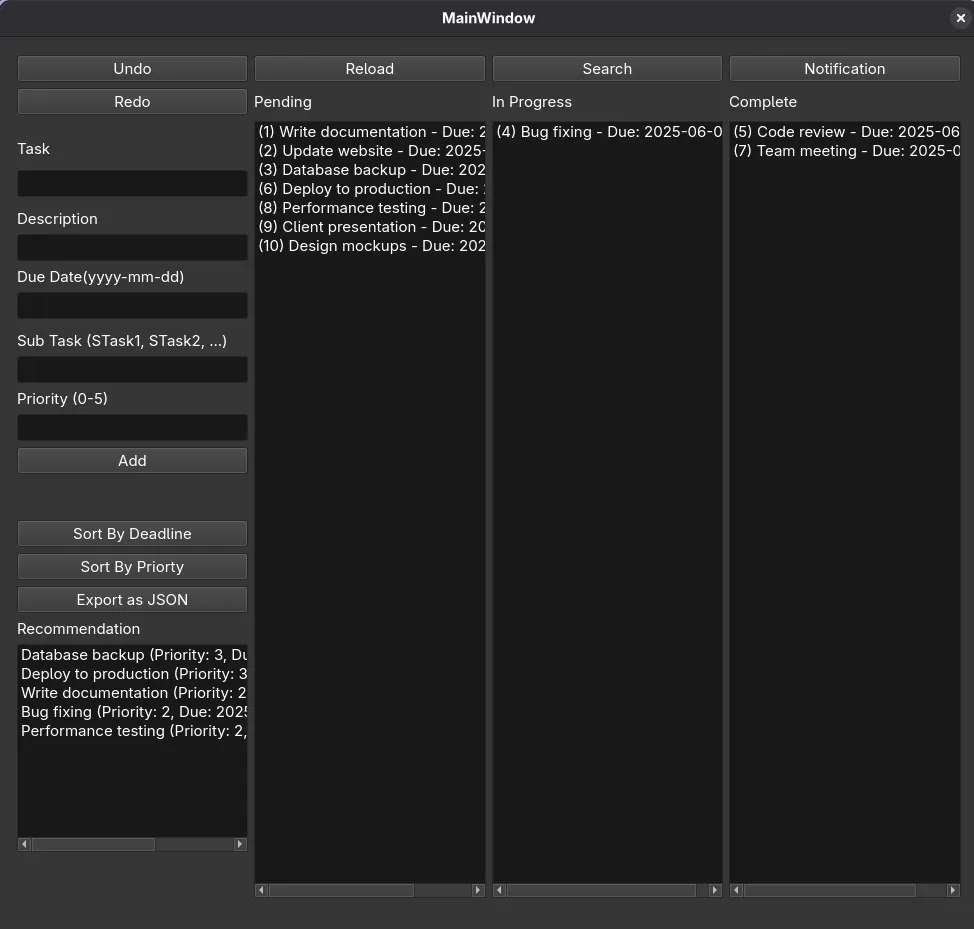 MainWindow
Undo
Reload
Search
Notification
Redo
Pending
In Progress
Complete
Task
Description
Due Date(yyyy-mm-dd)
Sub Task (STask1, STask2, ...)
Priority (0-5)
Add
Sort By Deadline
Sort By Priorty
Export as JSON
Recommendation
Database backup (Priority: 3, Du
Deploy to production (Priority: 3
Write documentation (Priority: 2
Bug fixing (Priority: 2, Due: 2025
Performance testing (Priority: 2,
(1) Write documentation - Due: 2
(2) Update website - Due: 2025-
(3) Database backup - Due: 202
(6) Deploy to production - Due:
(8) Performance testing - Due: 2
(9) Client presentation - Due: 20
(10) Design mockups - Due: 202
(4) Bug fixing - Due: 2025-06-0
(5) Code review - Due: 2025-06
(7) Team meeting - Due: 2025-0